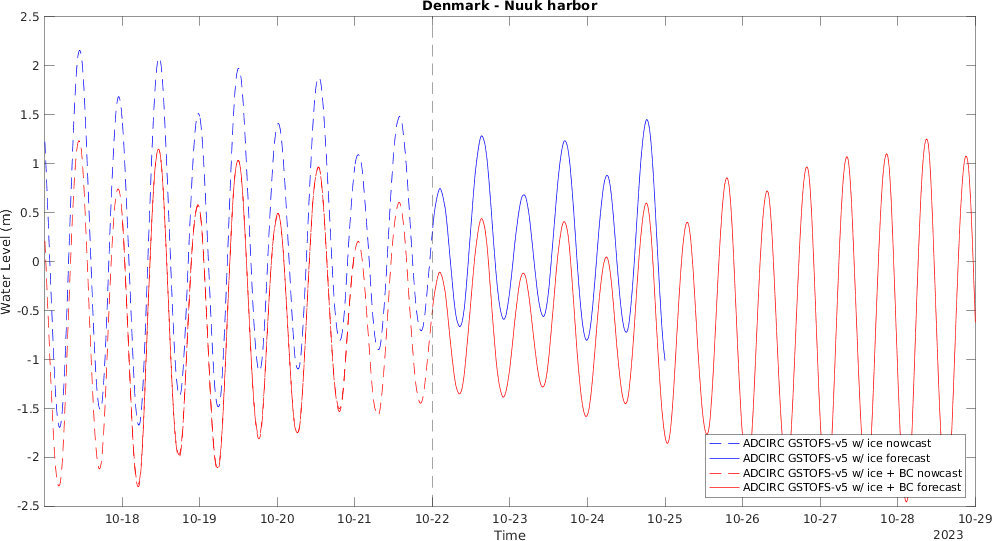 Denmark - Nuuk harbor
2.5
2
1.5
1
0.5
0
-0.5
-1
-1.5
-2
-2.5
Water Level (m)
ADCIRC GSTOFS-v5 w/ ice nowcast
ADCIRC GSTOFS-v5 w/ ice forecast
ADCIRC GSTOFS-v5 w/ ice + BC nowcast
ADCIRC GSTOFS-v5 w/ ice + BC forecast
10-18 10-19 10-20 10-21 10-22 10-23 10-24 10-25 10-26 10-27 10-28 10-29
Time
2023